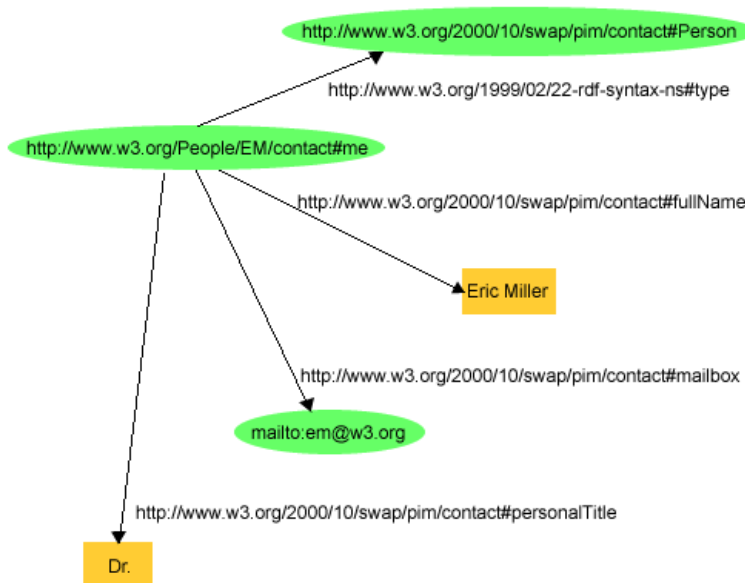 http://www.w3.org/2000/10/swap/pim/contact#Person
http://www.w3.org/1999/02/22-rdf-syntax-ns#type
http://www.w3.org/People/EM/contact#me
http://www.w3.org/2000/10/swap/pim/contact#fullName
Eric Miller
http://www.w3.org/2000/10/swap/pim/contact#mailbox
mailto:em@w3.org
http://www.w3.org/2000/10/swap/pim/contact#personalTitle
Dr.